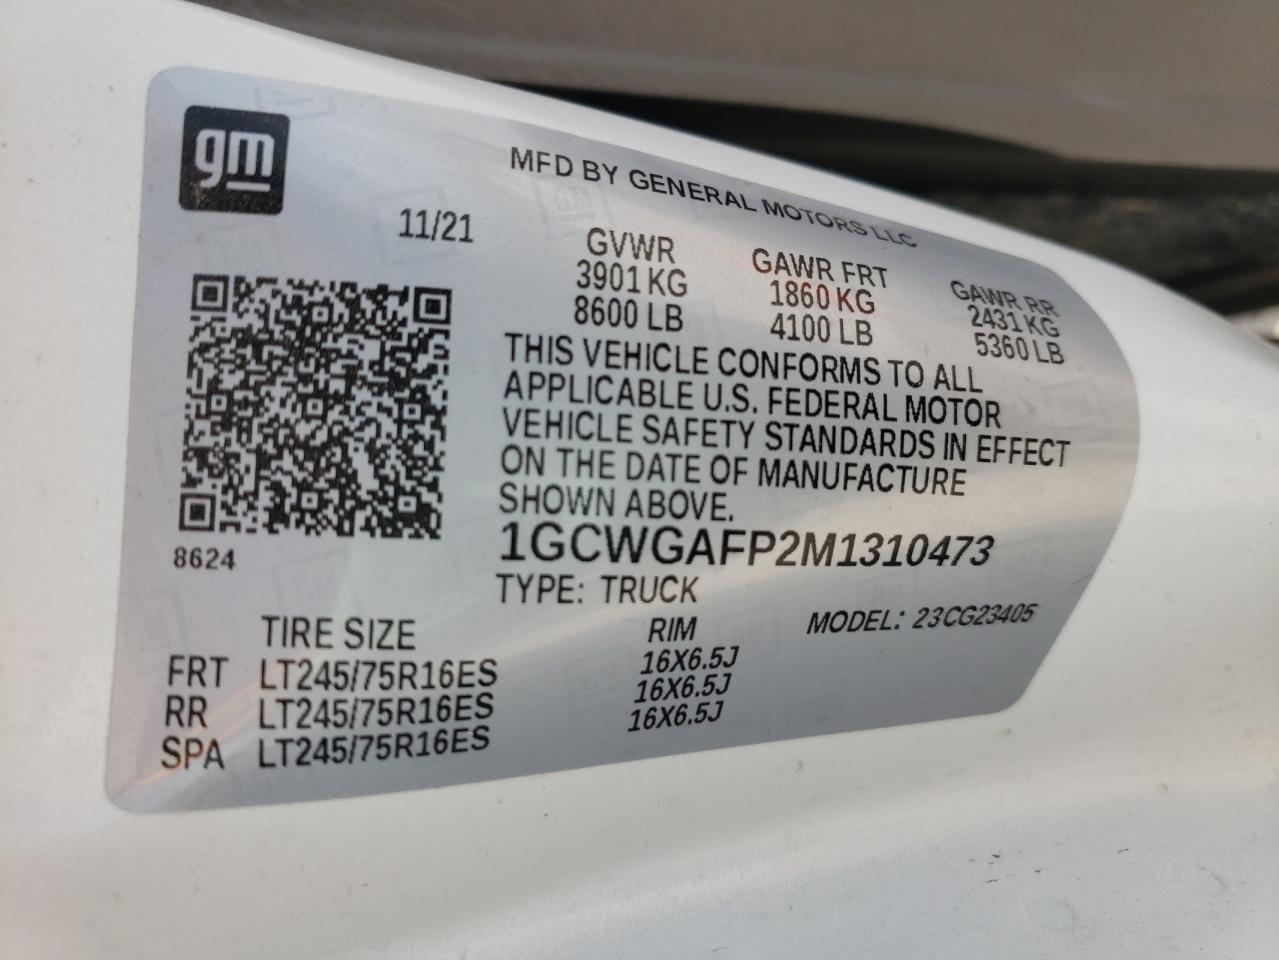 gm
MFD BY GENERAL MOTORS LLC
11/21
GVWR GAWR FRT GAWR RR
3901 KG 1860 KG 2431 KG
8600 LB 4100 LB 5360 LB
THIS VEHICLE CONFORMS TO ALL
APPLICABLE U.S. FEDERAL MOTOR
VEHICLE SAFETY STANDARDS IN EFFECT
ON THE DATE OF MANUFACTURE
SHOWN ABOVE.
1GCWGAFP2M1310473
8624
TYPE: TRUCK
MODEL: 23CG23405
TIRE SIZE RIM
FRT LT245/75R16ES 16X6.5J
RR LT245/75R16ES 16X6.5J
SPA LT245/75R16ES 16X6.5J